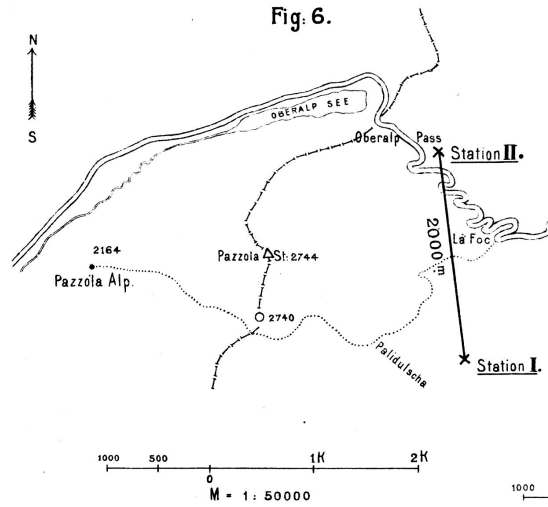 Fig. 6.
N
S
OBERALP SEE
Oberalp Pass
Station II.
2000m
La Foc
2164
Pazzola Alp.
Pazzola St. 2744
2740
Palidulscha
Station I.
1000 500 1K 2K
0
M = 1:50000
1000